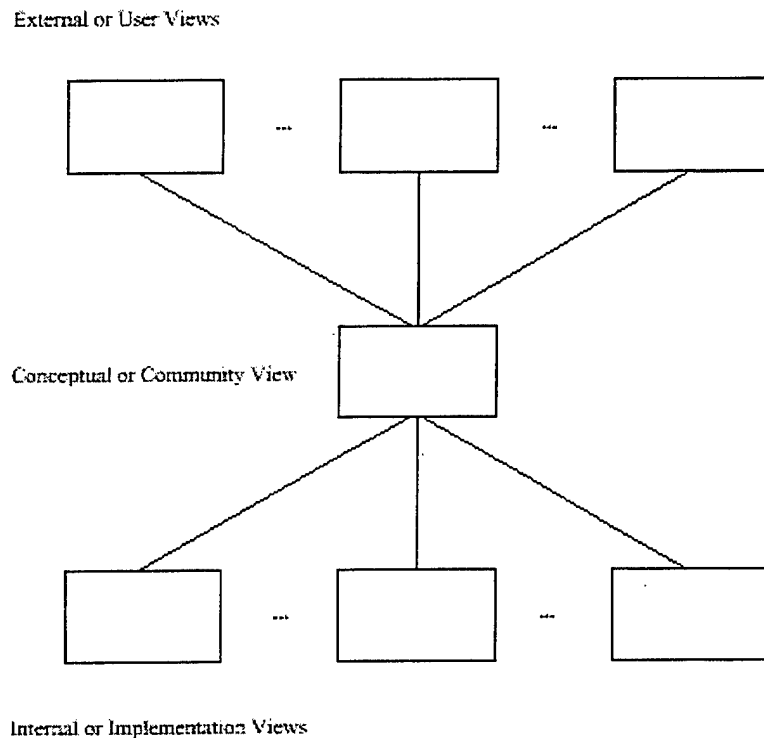 External or User Views
... ...
Conceptual or Community View
... ...
Internal or Implementation Views